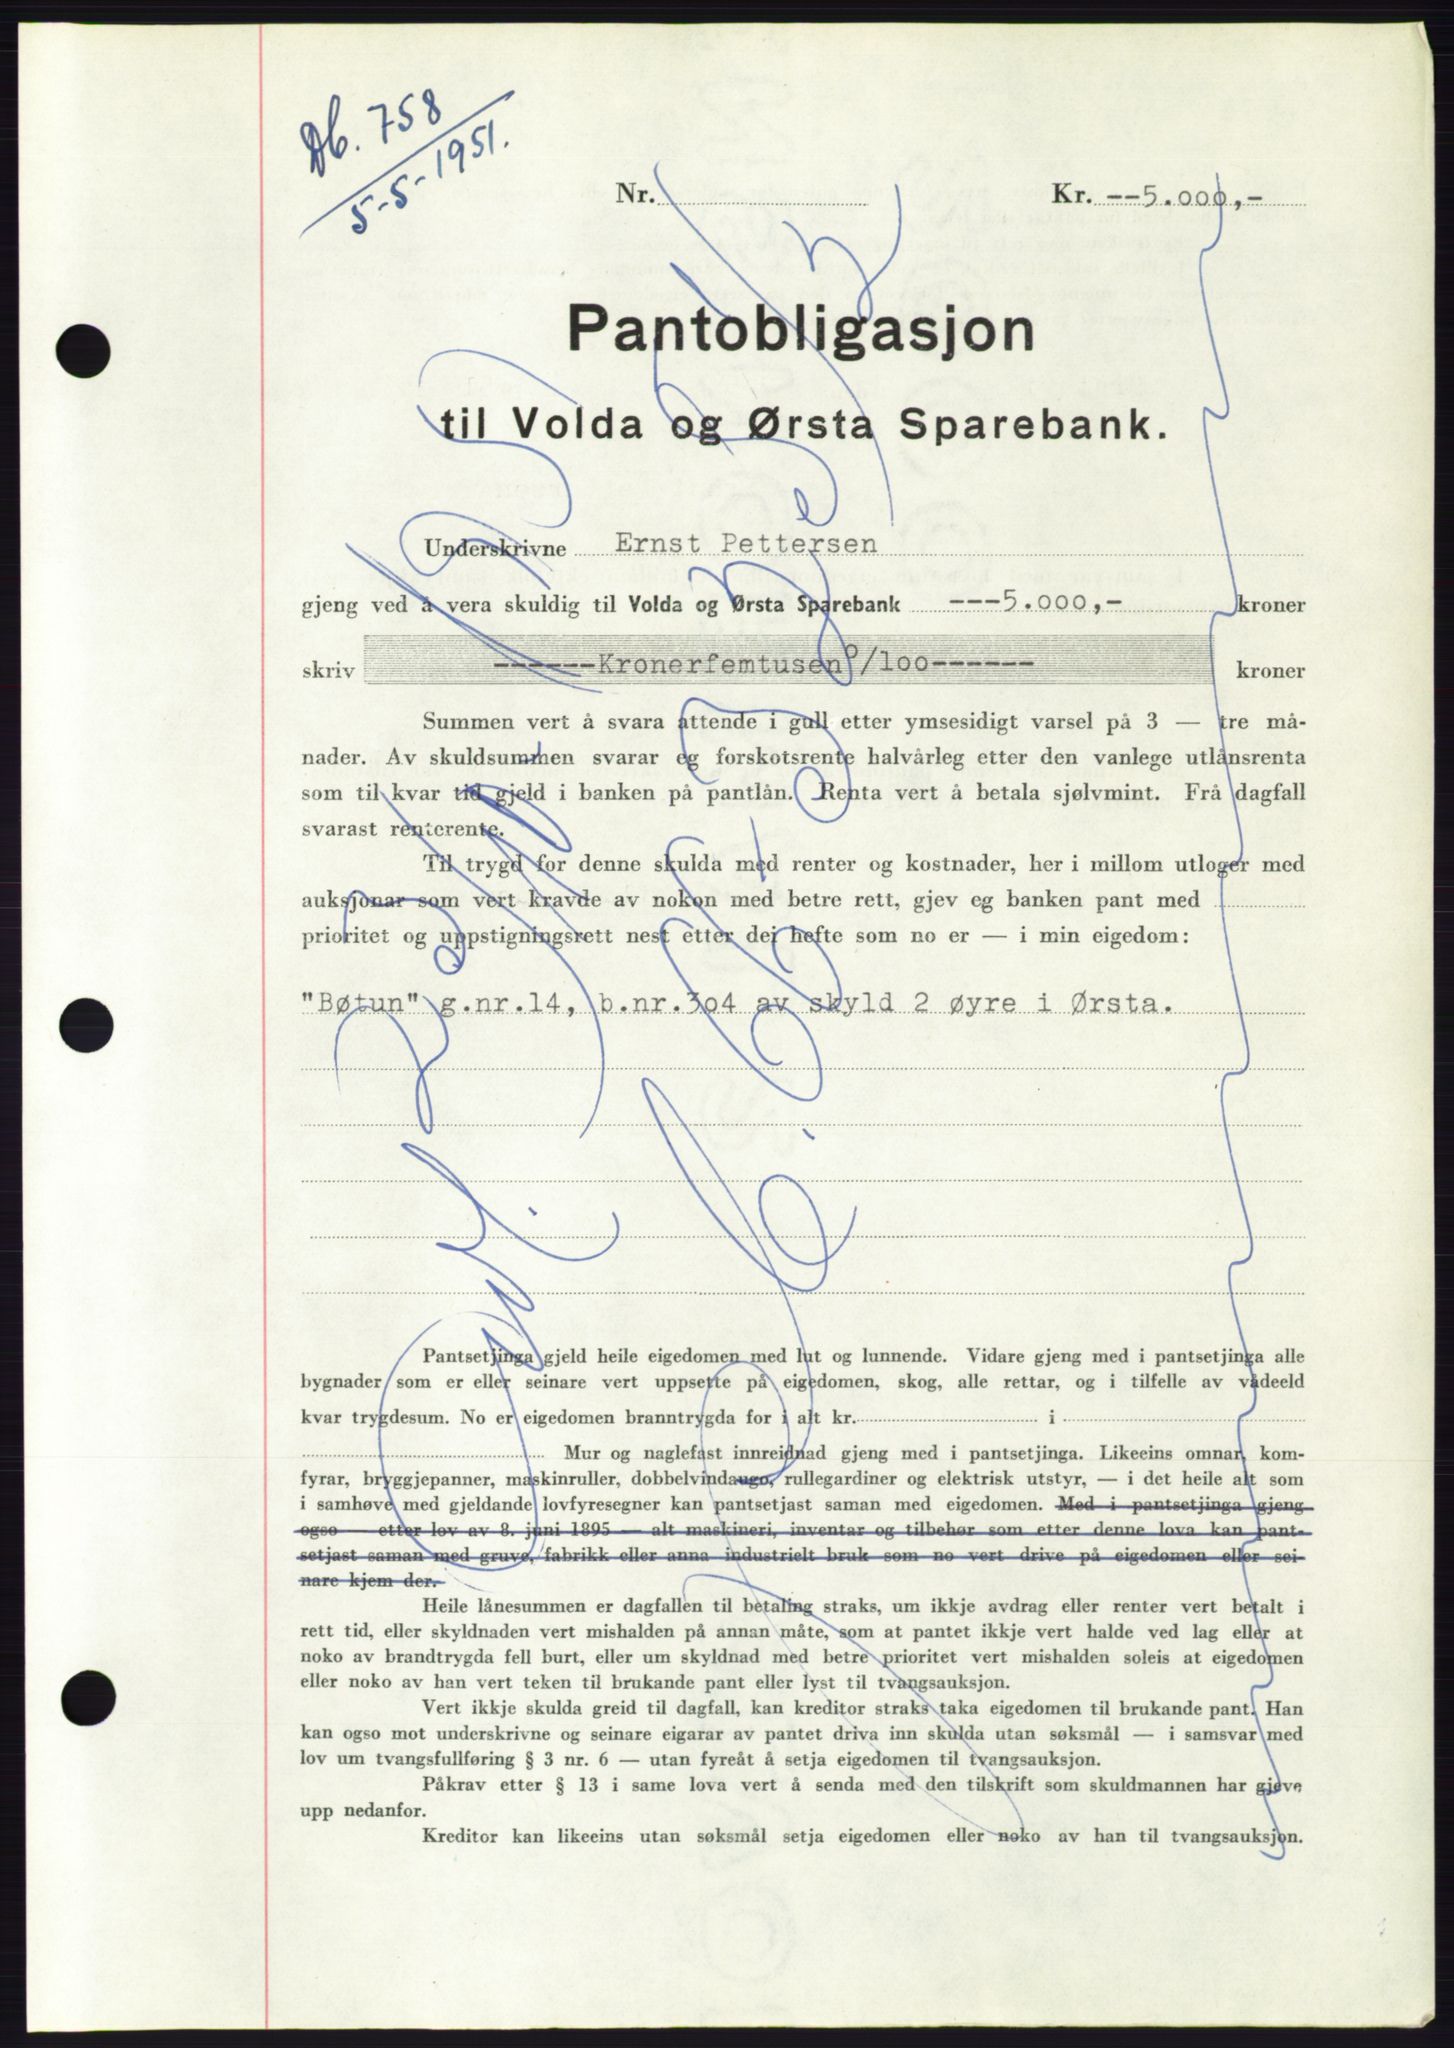 Db. 758
5-5-1951.
Nr. Kr. --5.000,-
Pantobligasjon
til Volda og Ørsta Sparebank.
Underskrivne Ernst Pettersen
gjeng ved å vera skuldig til Volda og Ørsta Sparebank ---5.000,- kroner
skriv ------Kronerfemtusen⁰/loo------ kroner
Summen vert å svara attende i gull etter ymsesidigt varsel på 3 — tre må-
nader. Av skuldsummen svarar eg forskotsrente halvårleg etter den vanlege utlånsrenta
som til kvar tid gjeld i banken på pantlån. Renta vert å betala sjølvmint. Frå dagfall
svarast renterente.
Til trygd for denne skulda med renter og kostnader, her i millom utloger med
auksjonar som vert kravde av nokon med betre rett, gjev eg banken pant med
prioritet og uppstigningsrett nest etter dei hefte som no er — i min eigedom:
"Bøtun" g.nr.14, b.nr.3o4 av skyld 2 øyre i Ørsta.
Pantsetjinga gjeld heile eigedomen med lut og lunnende. Vidare gjeng med i pantsetjinga alle
bygnader som er eller seinare vert uppsette på eigedomen, skog, alle rettar, og i tilfelle av vådeeld
kvar trygdesum. No er eigedomen branntrygda for i alt kr. i
Mur og naglefast innreidnad gjeng med i pantsetjinga. Likeeins omnar, kom-
fyrar, bryggjepanner, maskinruller, dobbelvindaugo, rullegardiner og elektrisk utstyr, — i det heile alt som
i samhøve med gjeldande lovfyresegner kan pantsetjast saman med eigedomen. Med i pantsetjinga gjeng
ogso — etter lov av 8. juni 1895 — alt maskineri, inventar og tilbehør som etter denne lova kan pant-
setjast saman med gruve, fabrikk eller anna industrielt bruk som no vert drive på eigedomen eller sei-
nare kjem der.
Heile lånesummen er dagfallen til betaling straks, um ikkje avdrag eller renter vert betalt i
rett tid, eller skyldnaden vert mishalden på annan måte, som at pantet ikkje vert halde ved lag eller at
noko av brandtrygda fell burt, eller um skyldnad med betre prioritet vert mishalden soleis at eigedomen
eller noko av han vert teken til brukande pant eller lyst til tvangsauksjon.
Vert ikkje skulda greid til dagfall, kan kreditor straks taka eigedomen til brukande pant. Han
kan ogso mot underskrivne og seinare eigarar av pantet driva inn skulda utan søksmål — i samsvar med
lov um tvangsfullføring § 3 nr. 6 — utan fyreåt å setja eigedomen til tvangsauksjon.
Påkrav etter § 13 i same lova vert å senda med den tilskrift som skuldmannen har gjeve
upp nedanfor.
Kreditor kan likeeins utan søksmål setja eigedomen eller noko av han til tvangsauksjon.